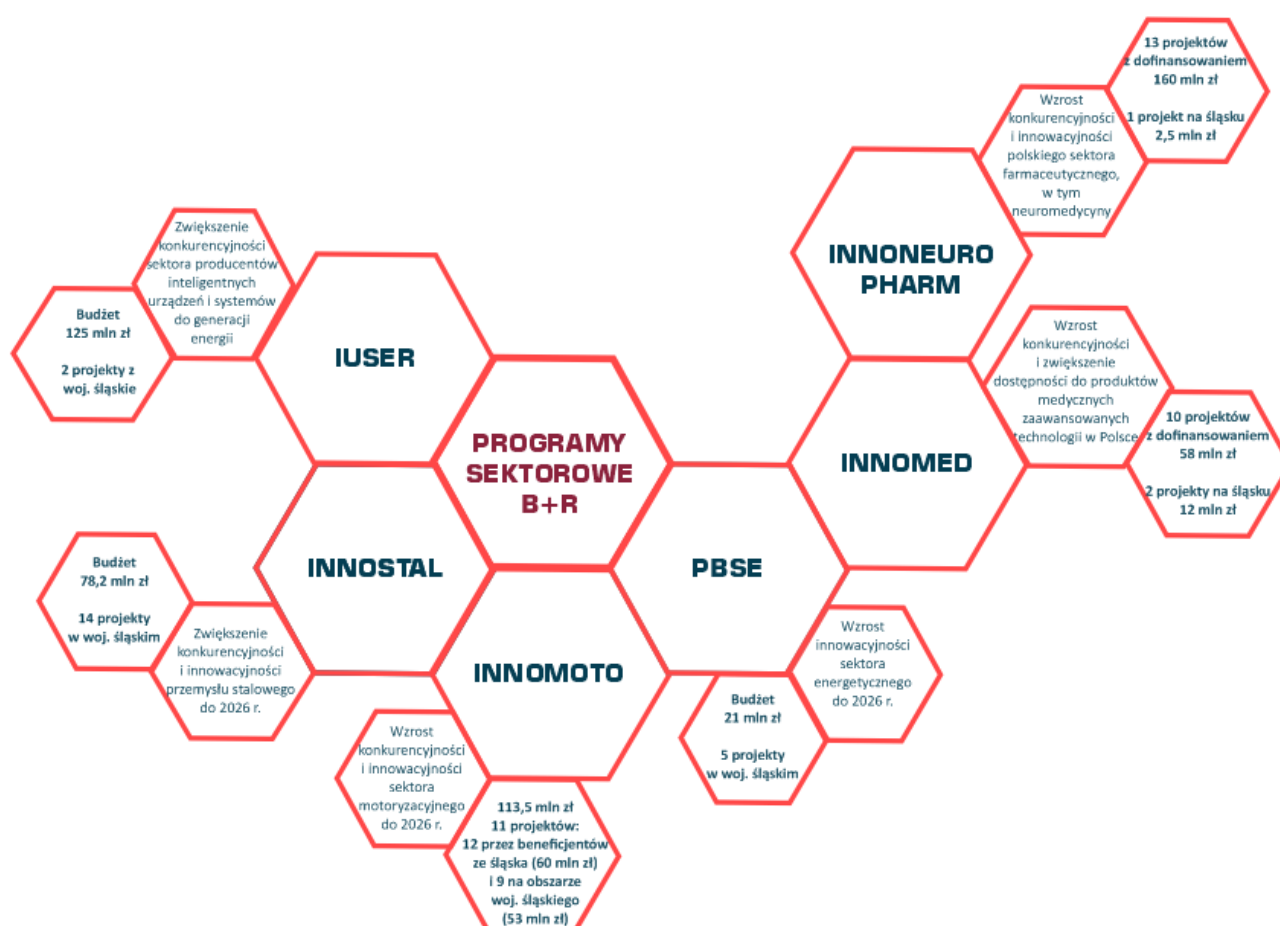 13 projektów
z dofinansowaniem
160 mln zł
1 projekt na śląsku
2,5 mln zł
Wzrost
konkurencyjności
i innowacyjności
polskiego sektora
farmaceutycznego,
w tym
neuromedycyny
INNONEURO
PHARM
Zwiększenie
konkurencyjności
sektora producentów
inteligentnych
urządzeń i systemów
do generacji
energii
Budżet
125 mln zł
2 projekty z
woj. śląskie
IUSER
PROGRAMY
SEKTOROWE
B+R
INNOMED
Wzrost
konkurencyjności
i zwiększenie
dostępności do produktów
medycznych
zaawansowanych
technologii w Polsce
10 projektów
z dofinansowaniem
58 mln zł
2 projekty na śląsku
12 mln zł
INNOSTAL
PBSE
Budżet
78,2 mln zł
14 projekty
w woj. śląskim
Zwiększenie
konkurencyjności
i innowacyjności
przemysłu stalowego
do 2026 r.
INNOMOTO
Wzrost
innowacyjności
sektora
energetycznego
do 2026 r.
Budżet
21 mln zł
5 projekty
w woj. śląskim
Wzrost
konkurencyjności
i innowacyjności
sektora
motoryzacyjnego
do 2026 r.
113,5 mln zł
11 projektów:
12 przez beneficjentów
ze śląska (60 mln zł)
i 9 na obszarze
woj. śląskiego
(53 mln zł)